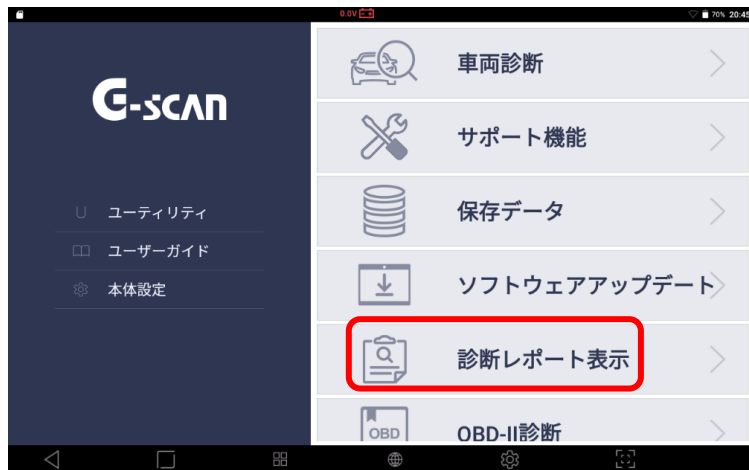 0.0V
70% 20:45
G-scan
ユーティリティ
ユーザーガイド
本体設定
車両診断
サポート機能
保存データ
ソフトウェアアップデート
診断レポート表示
OBD
OBD-II診断